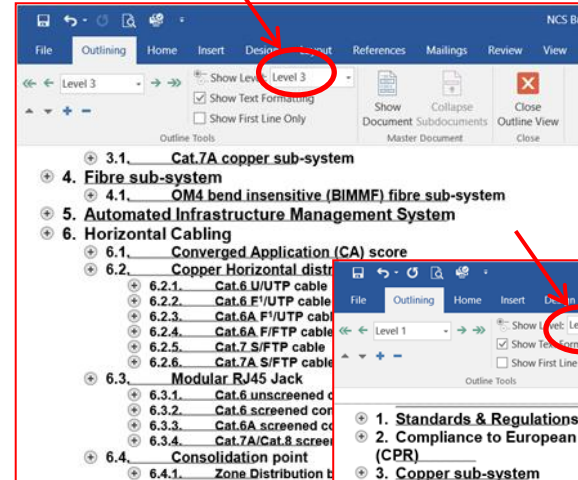 NCS B
File Outlining Home Insert Design Layout References Mailings Review View
Level 3 Show Level: Level 3
Show Text Formatting
Show First Line Only
Show Document Collapse Subdocuments Close Outline View
Outline Tools Master Document Close
3.1. Cat.7A copper sub-system
4. Fibre sub-system
4.1. OM4 bend insensitive (BIMMF) fibre sub-system
5. Automated Infrastructure Management System
6. Horizontal Cabling
6.1. Converged Application (CA) score
6.2. Copper Horizontal distr
6.2.1. Cat.6 U/UTP cable
6.2.2. Cat.6 F¹/UTP cable
6.2.3. Cat.6A F¹/UTP cabl
6.2.4. Cat.6A F/FTP cable
6.2.5. Cat.7 S/FTP cable
6.2.6. Cat.7A S/FTP cable
6.3. Modular RJ45 Jack
6.3.1. Cat.6 unscreened c
6.3.2. Cat.6 screened con
6.3.3. Cat.6A screened co
6.3.4. Cat.7A/Cat.8 screen
6.4. Consolidation point
6.4.1. Zone Distribution b
File Outlining Home Insert Design
Level 1 Show Level: Le
Show Text Form
Show First Line
Outline Tools
1. Standards & Regulations
2. Compliance to European
(CPR)
3. Copper sub-system